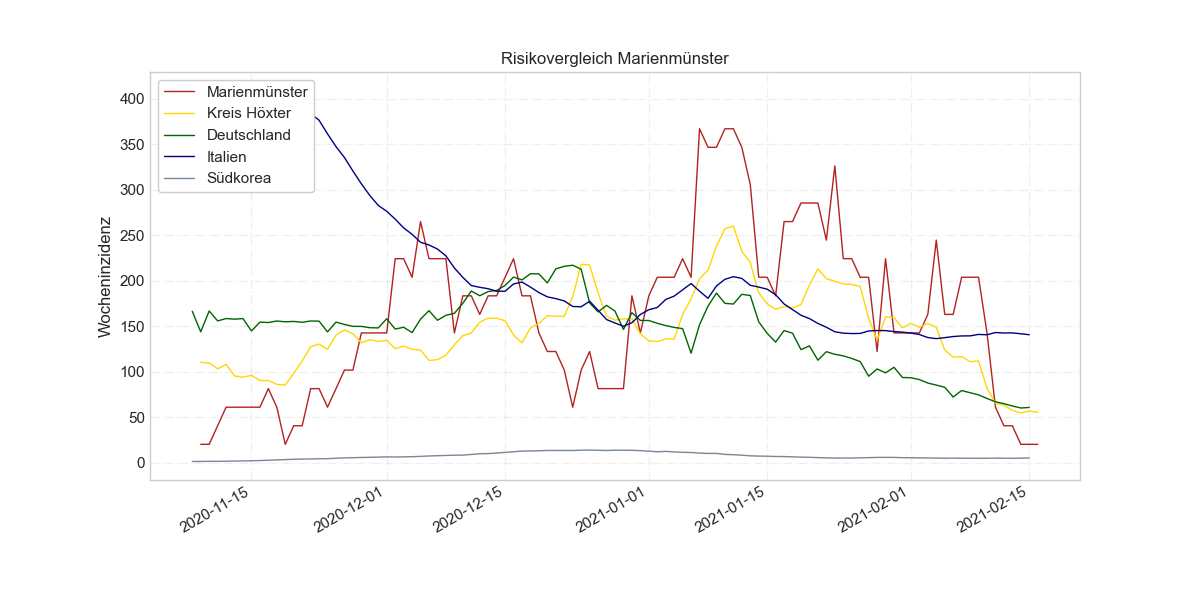 Risikovergleich Marienmünster
Marienmünster
Kreis Höxter
Deutschland
Italien
Südkorea
Wocheninzidenz
400
350
300
250
200
150
100
50
0
2020-11-15
2020-12-01
2020-12-15
2021-01-01
2021-01-15
2021-02-01
2021-02-15